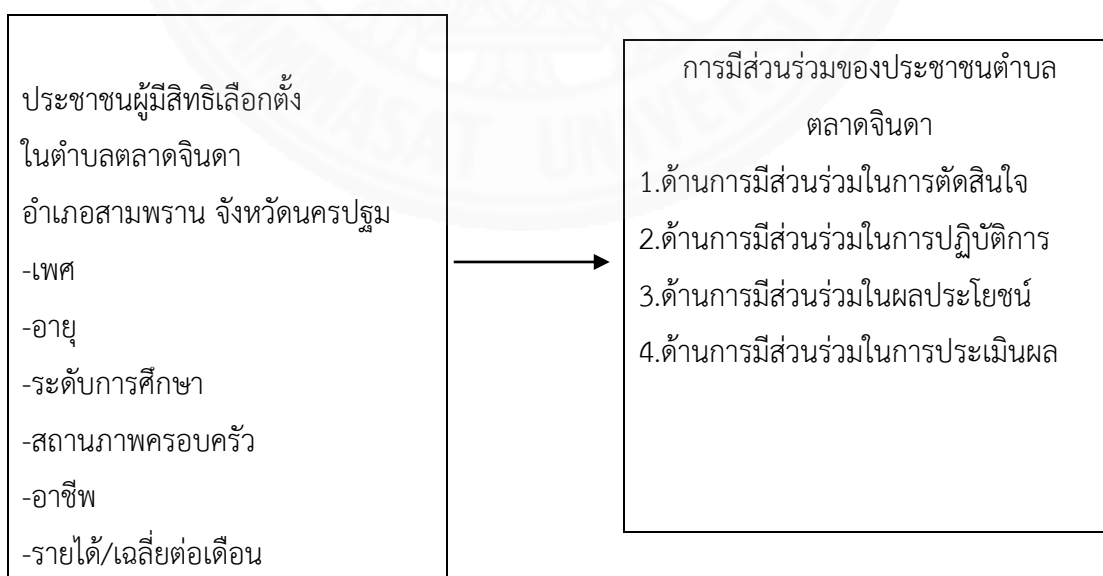 ประชาชนผู้มีสิทธิเลือกตั้ง
ในตำบลตลาดจินดา
อำเภอสามพราน จังหวัดนครปฐม
-เพศ
-อายุ
-ระดับการศึกษา
-สถานภาพครอบครัว
-อาชีพ
-รายได้/เฉลี่ยต่อเดือน
การมีส่วนร่วมของประชาชนตำบล
ตลาดจินดา
1.ด้านการมีส่วนร่วมในการตัดสินใจ
2.ด้านการมีส่วนร่วมในการปฏิบัติการ
3.ด้านการมีส่วนร่วมในผลประโยชน์
4.ด้านการมีส่วนร่วมในการประเมินผล